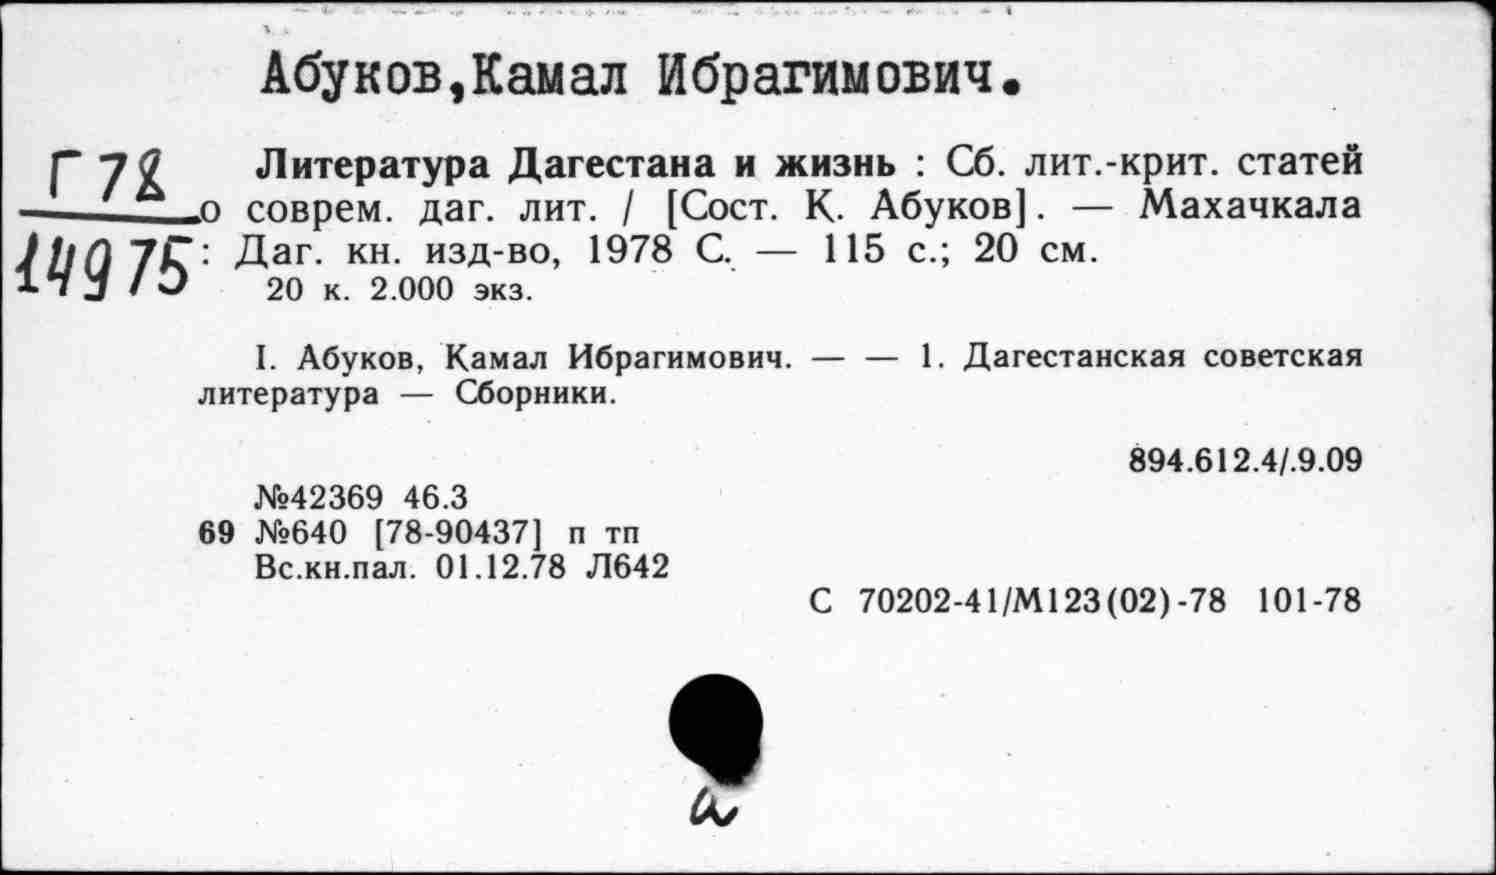 Абуков,Камал Ибрагимович.
Г 78
Литература Дагестана и жизнь : Сб. лит.-крит. статей
о соврем. даг. лит. / [Сост. К. Абуков]. — Махачкала
14975
: Даг. кн. изд-во, 1978 С. — 115 с.; 20 см.
20 к. 2.000 экз.
I. Абуков, Камал Ибрагимович. — — 1. Дагестанская советская
литература — Сборники.
894.612.4/.9.09
№42369 46.3
69 №640 [78-90437] п тп
Вс.кн.пал. 01.12.78 Л642
С 70202-41/М123(02)-78 101-78